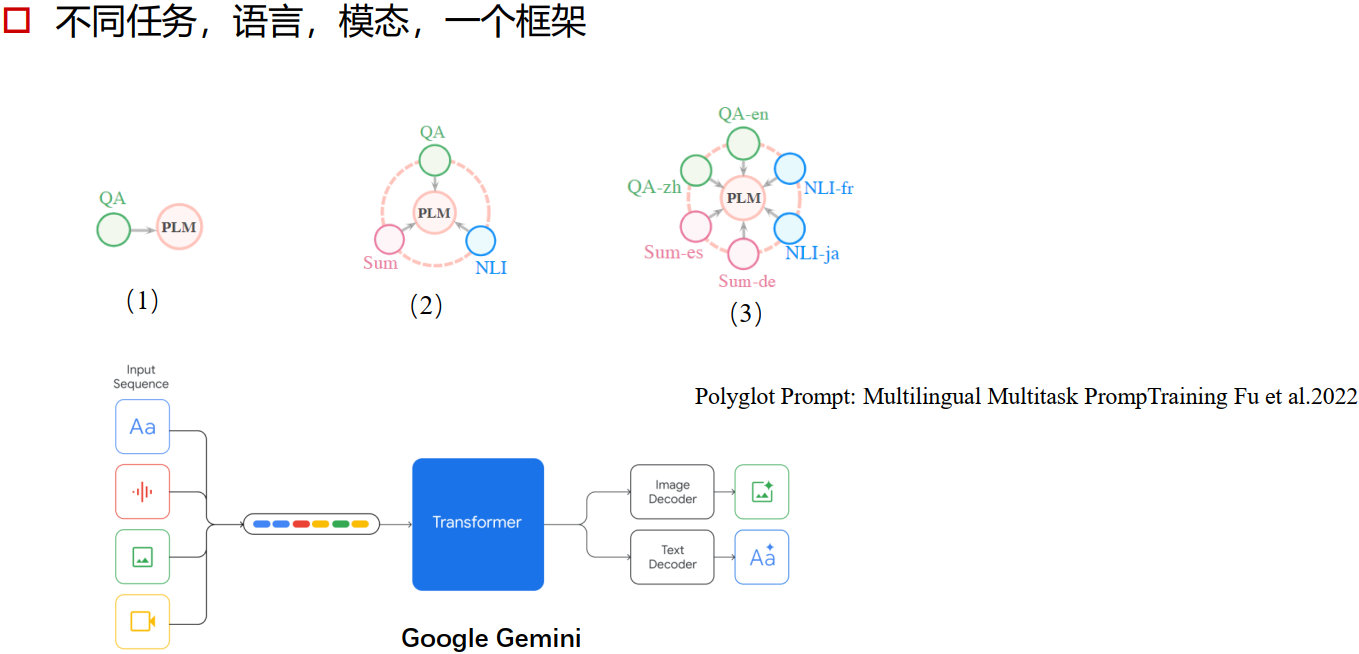 不同任务，语言，模态，一个框架
QA
PLM
（1）
QA
PLM
Sum
NLI
（2）
QA-en
QA-zh
NLI-fr
PLM
Sum-es
NLI-ja
Sum-de
（3）
Polyglot Prompt: Multilingual Multitask PrompTraining Fu et al.2022
Input
Sequence
Aa
Transformer
Image
Decoder
Text
Decoder
Aa
Google Gemini